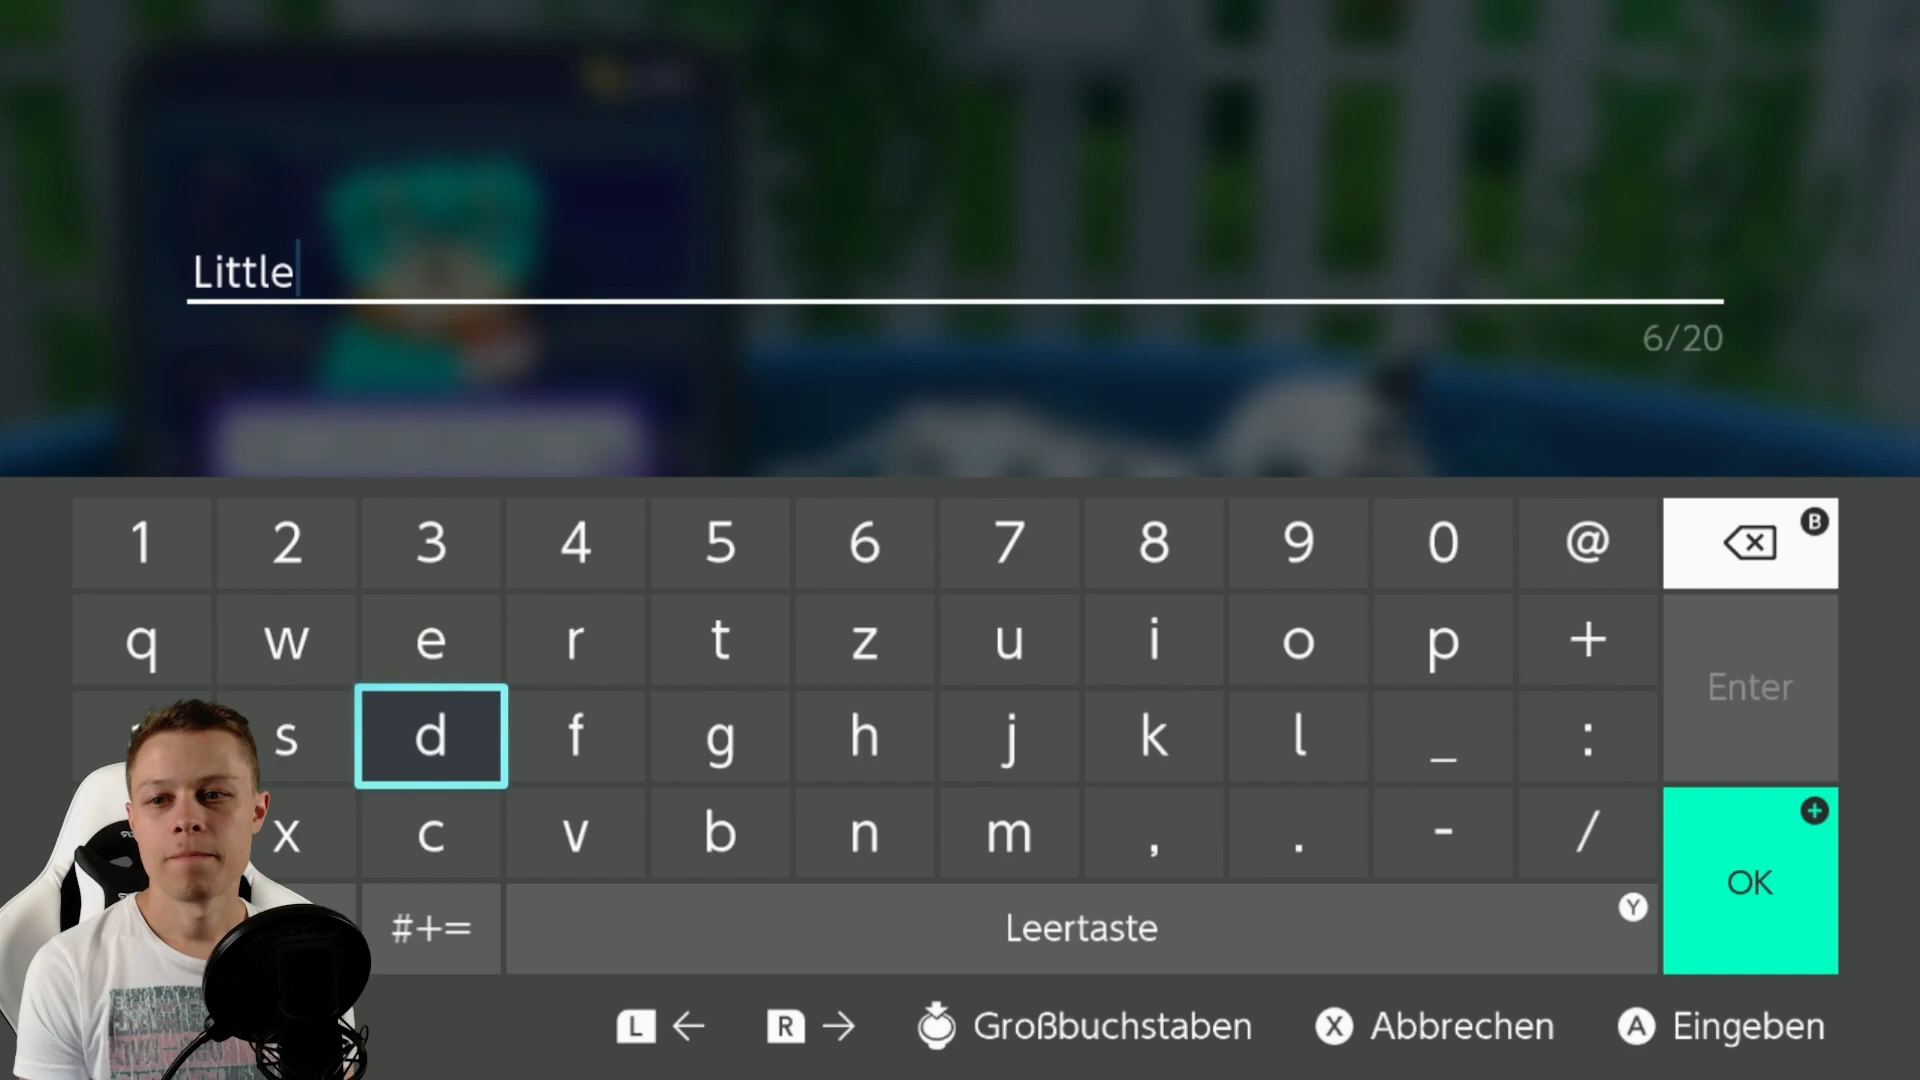 Little
6/20
1 2 3 4 5 6 7 8 9 0 @ B
q w e r t z u i o p + Enter
s d f g h j k l _ :
x c v b n m , . - / + OK
#+= Leertaste Y
L ← R → Großbuchstaben X Abbrechen A Eingeben